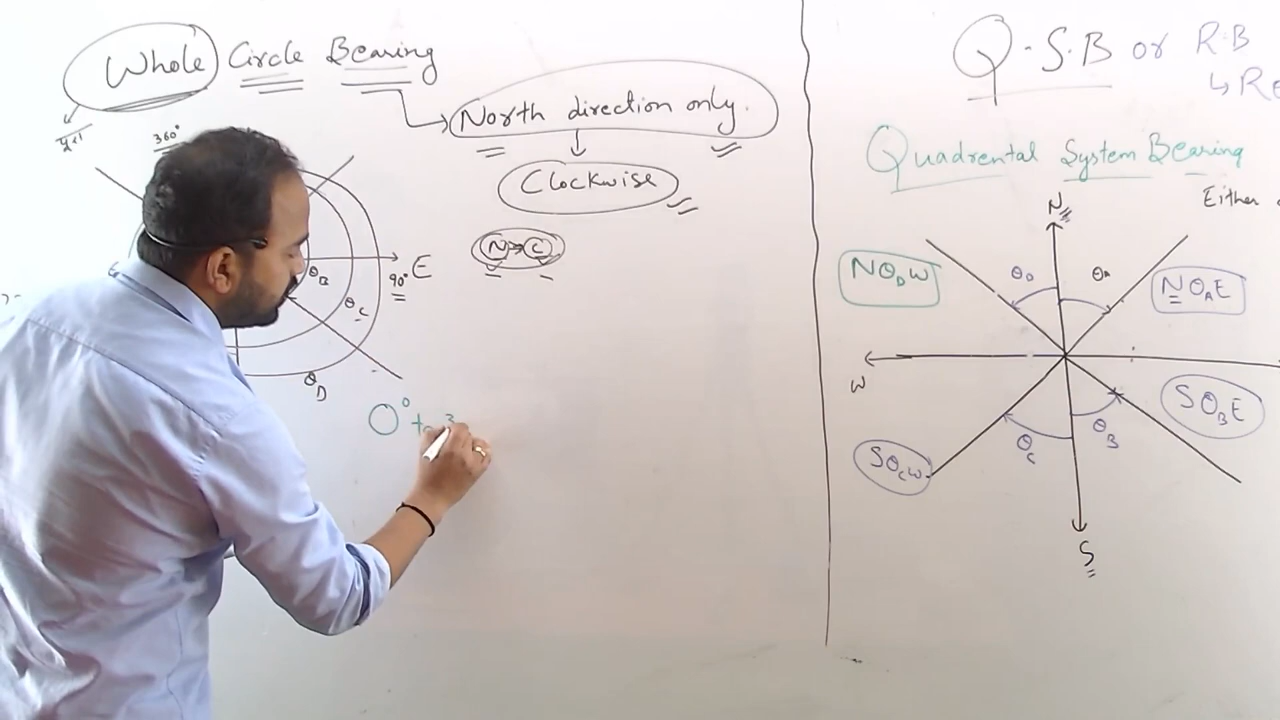 Whole Circle Bearing
पूरा
North direction only.
Clockwise
N → C
360°
E
90°
θB
θC
θD
0° to 3
Q.S.B or R.B
Quadrental System Bearing
Either
N
NθDW
θD
θA
NθAE
W
SθBE
SθCW
θC
θB
S